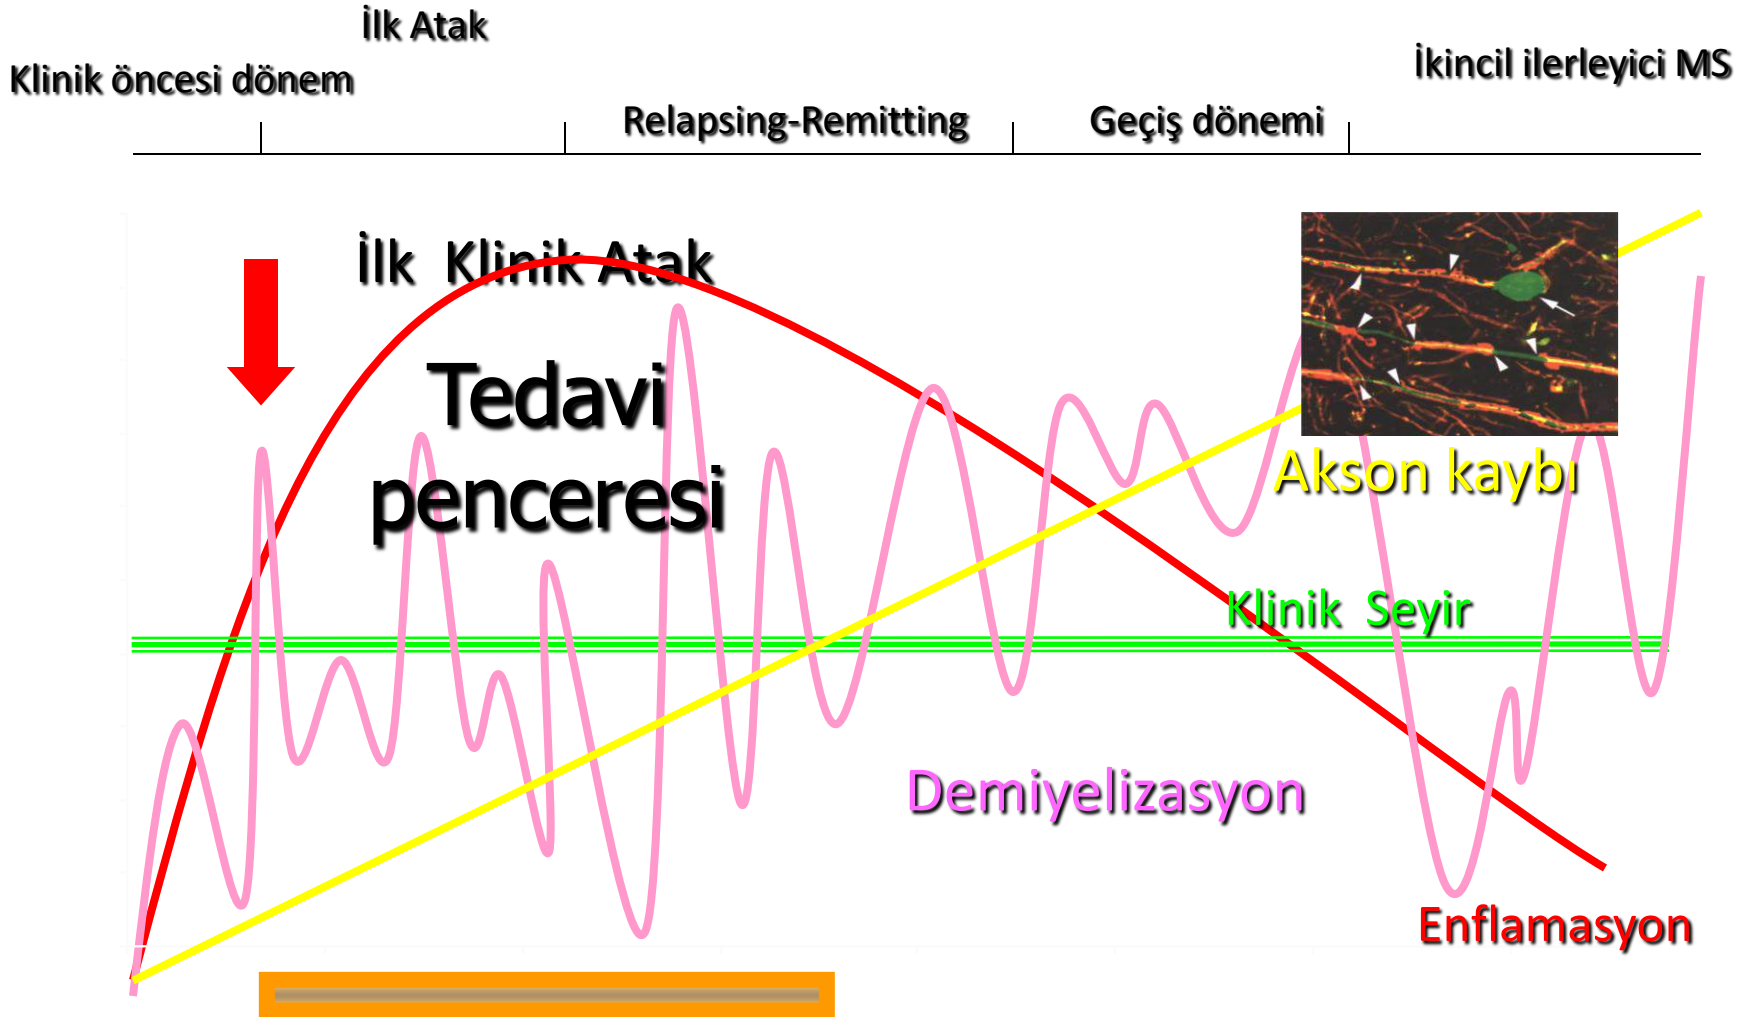 İlk Atak
Klinik öncesi dönem
İkincil ilerleyici MS
Relapsing-Remitting
Geçiş dönemi
İlk Klinik Atak
Tedavi
penceresi
Akson kaybı
Klinik Seyir
Demiyelizasyon
Enflamasyon